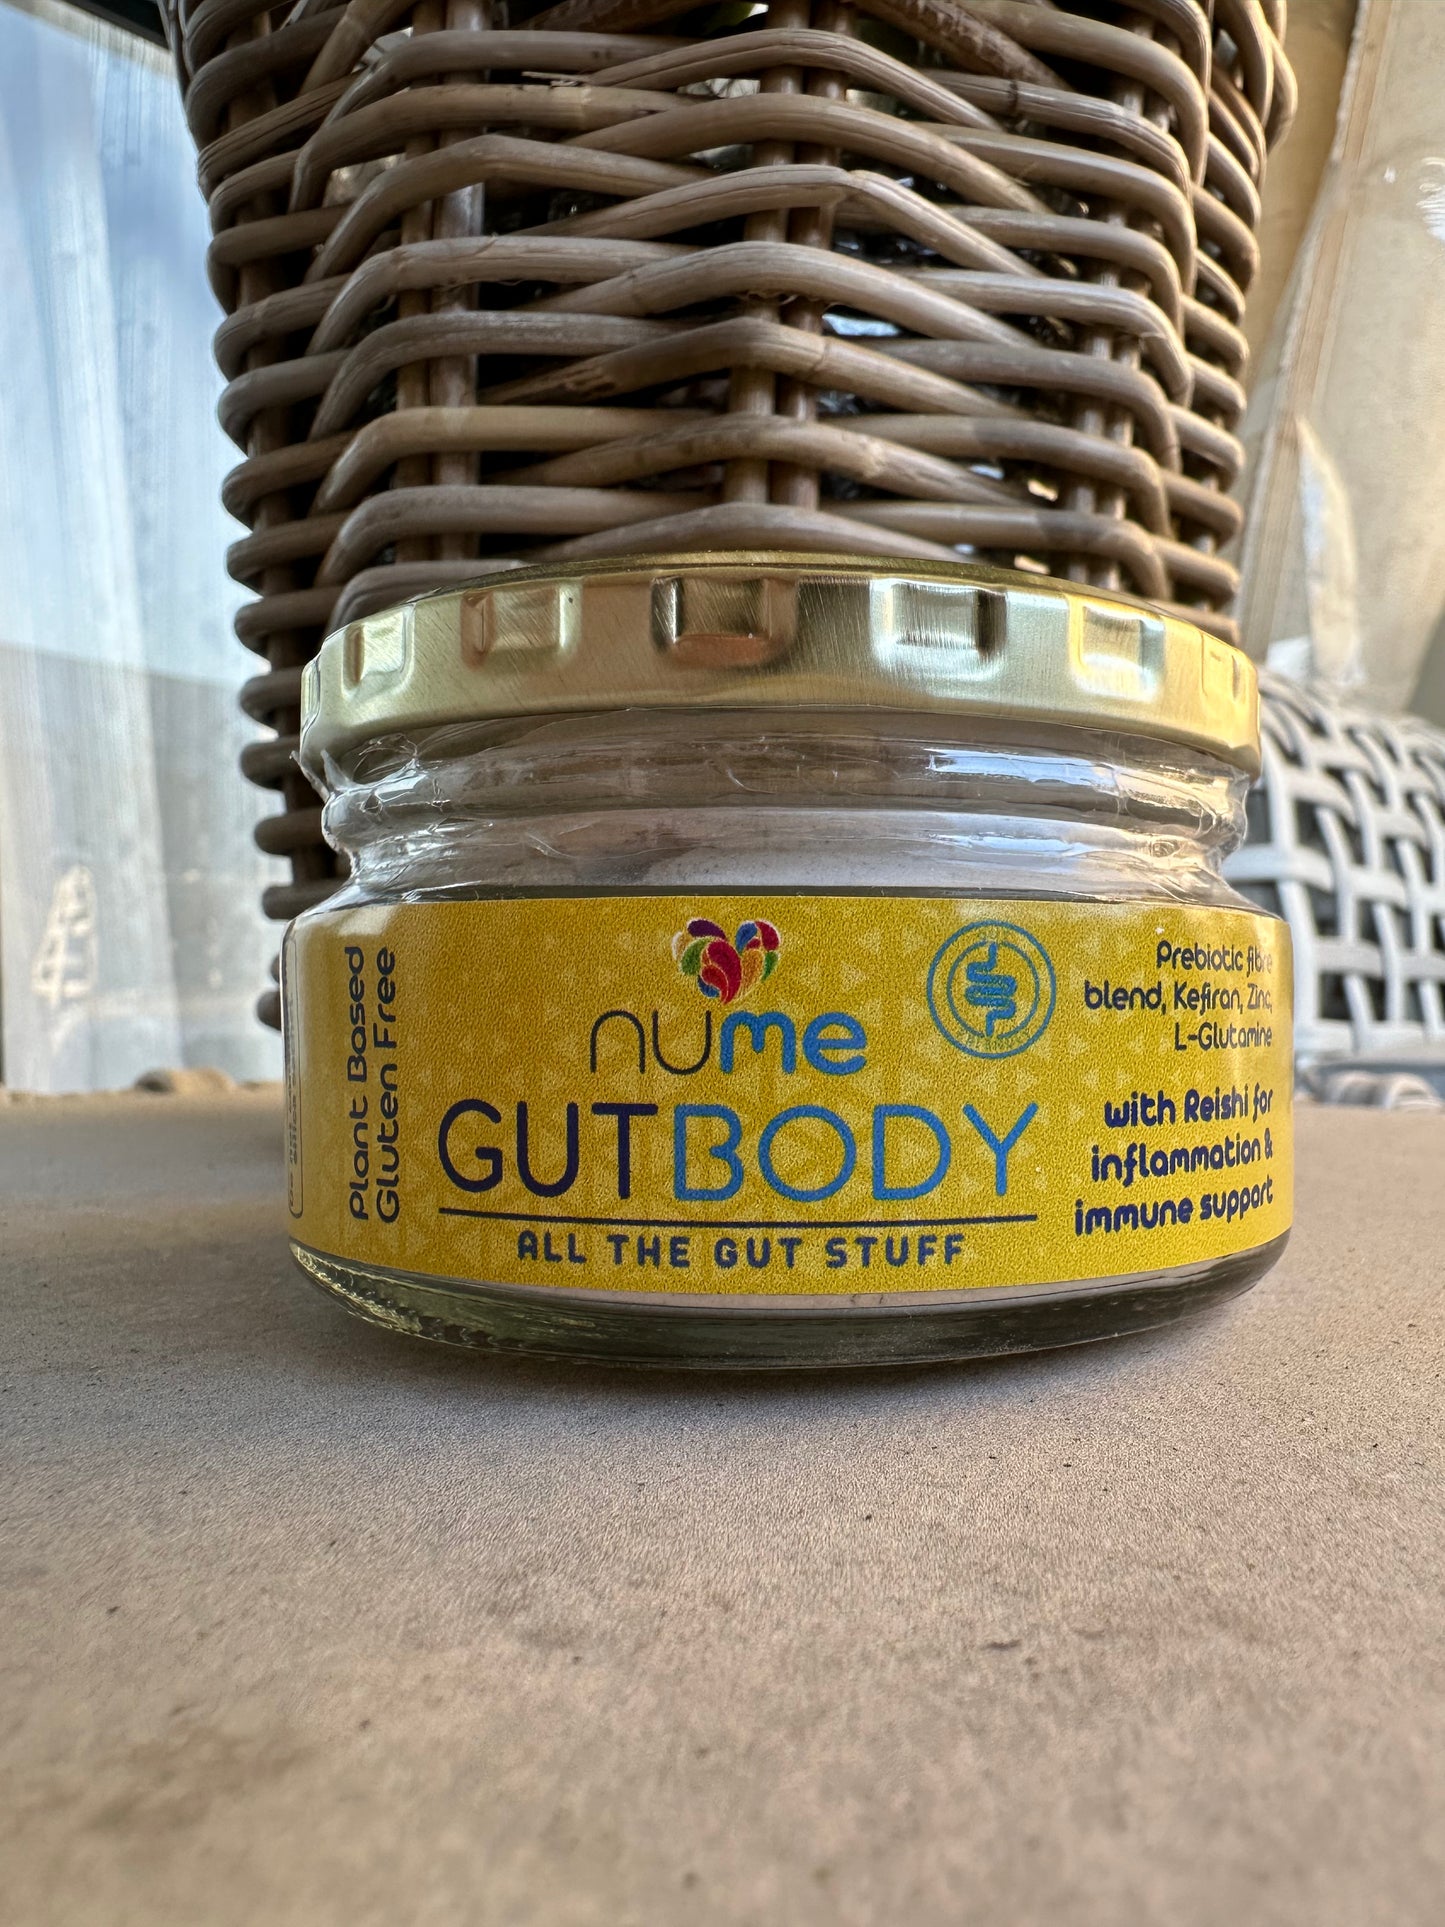 Plant Based
Gluten Free
nume
GUTBODY
ALL THE GUT STUFF
Prebiotic fibre
blend, Kefiran, Zinc,
L-Glutamine
with Reishi for
inflammation &
immune support